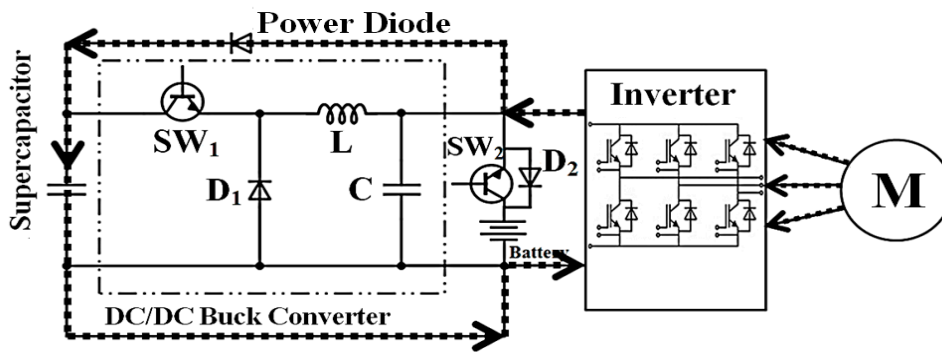 Power Diode
Supercapacitor
SW1
L
D1
C
SW2
D2
Battery
DC/DC Buck Converter
Inverter
M